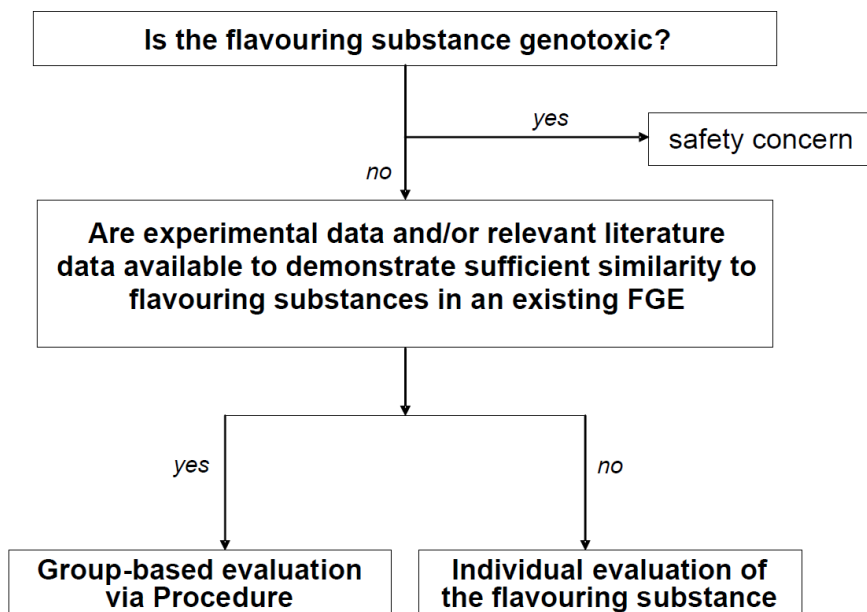 Is the flavouring substance genotoxic?
yes
safety concern
no
Are experimental data and/or relevant literature
data available to demonstrate sufficient similarity to
flavouring substances in an existing FGE
yes
no
Group-based evaluation
via Procedure
Individual evaluation of
the flavouring substance